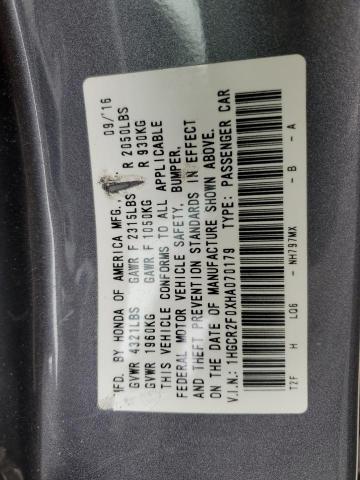 MFD. BY HONDA OF AMERICA MFG., 09/16
GVWR 4321LBS GAWR F 2315LBS R 2050LBS
GVWR 1960KG GAWR F 1050KG R 930KG
THIS VEHICLE CONFORMS TO ALL APPLICABLE
FEDERAL MOTOR VEHICLE SAFETY, BUMPER,
AND THEFT PREVENTION STANDARDS IN EFFECT
ON THE DATE OF MANUFACTURE SHOWN ABOVE.
V.I.N.: 1HGCR2F0XHA070179 TYPE: PASSENGER CAR
T2F H LQ6 - NH797MX - B - A